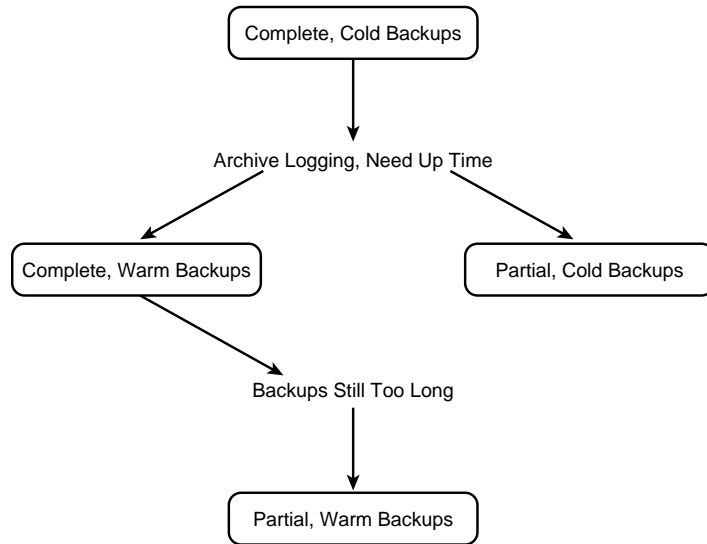 Complete, Cold Backups
Archive Logging, Need Up Time
Complete, Warm Backups
Partial, Cold Backups
Backups Still Too Long
Partial, Warm Backups